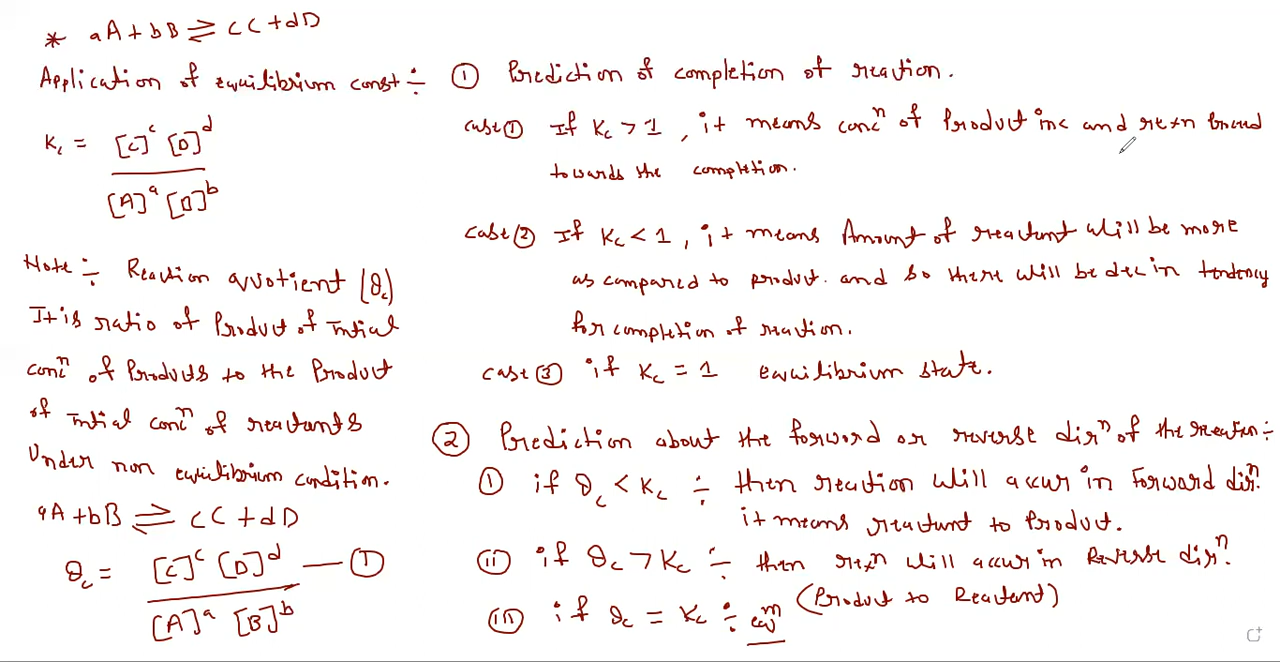 * aA + bB ⇌ cC + dD
Application of equilibrium const ÷
Kc = [C]^c [D]^d / [A]^a [B]^b
Note ÷ Reaction quotient (Qc)
It is ratio of Product of Intial
concⁿ of Products to the Product
of Intial concⁿ of reactants
Under non equilibrium condition.
aA + bB ⇌ cC + dD
Qc = [C]^c [D]^d / [A]^a [B]^b — ①
① Prediction of completion of reaction.
case ① If Kc > 1, it means concⁿ of Product inc and rexn
towards the completion.
case ② If Kc < 1, it means Amount of reactant will be more
as compared to product. and so there will be dec in tendency
for completion of reaction.
case ③ if Kc = 1 equilibrium state.
② Prediction about the forword or reverse dirⁿ of the reaction ÷
ⓘ if Qc < Kc ÷ then reaction will accur in Forword dirⁿ.
it means reactant to Product.
(ii) if Qc > Kc ÷ then rexⁿ will accur in Reverse dirⁿ.
(Product to Reactant)
(iii) if Qc = Kc ÷ eqᵐ